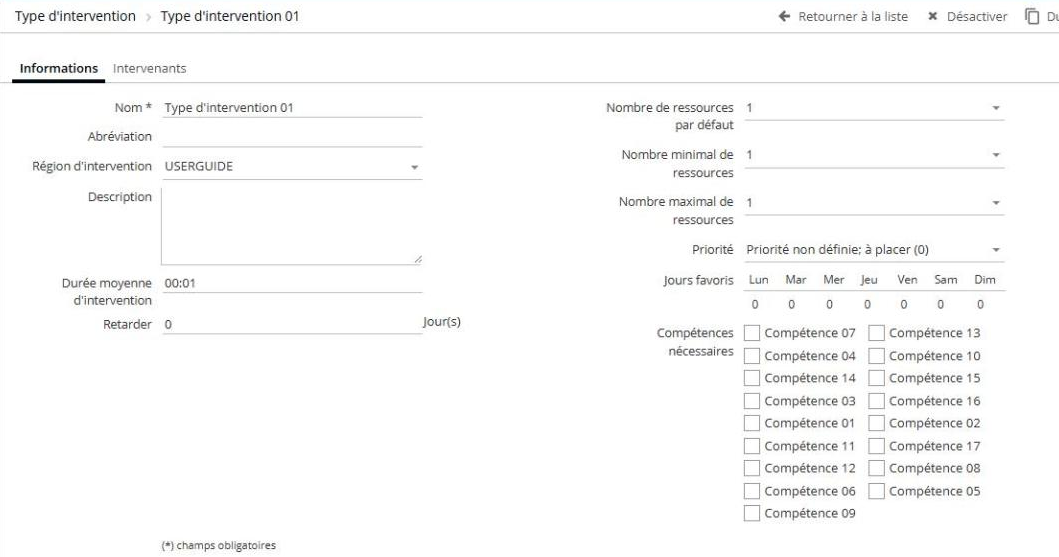 Type d'intervention › Type d'intervention 01
Retourner à la liste Désactiver Du
Informations Intervenants
Nom * Type d'intervention 01
Abréviation
Région d'intervention USERGUIDE
Description
Durée moyenne d'intervention 00:01
Retarder 0 Jour(s)
Nombre de ressources par défaut 1
Nombre minimal de ressources 1
Nombre maximal de ressources 1
Priorité Priorité non définie; à placer (0)
Jours favoris Lun Mar Mer Jeu Ven Sam Dim
0 0 0 0 0 0 0
Compétences nécessaires
Compétence 07 Compétence 13
Compétence 04 Compétence 10
Compétence 14 Compétence 15
Compétence 03 Compétence 16
Compétence 01 Compétence 02
Compétence 11 Compétence 17
Compétence 12 Compétence 08
Compétence 06 Compétence 05
Compétence 09
(*) champs obligatoires